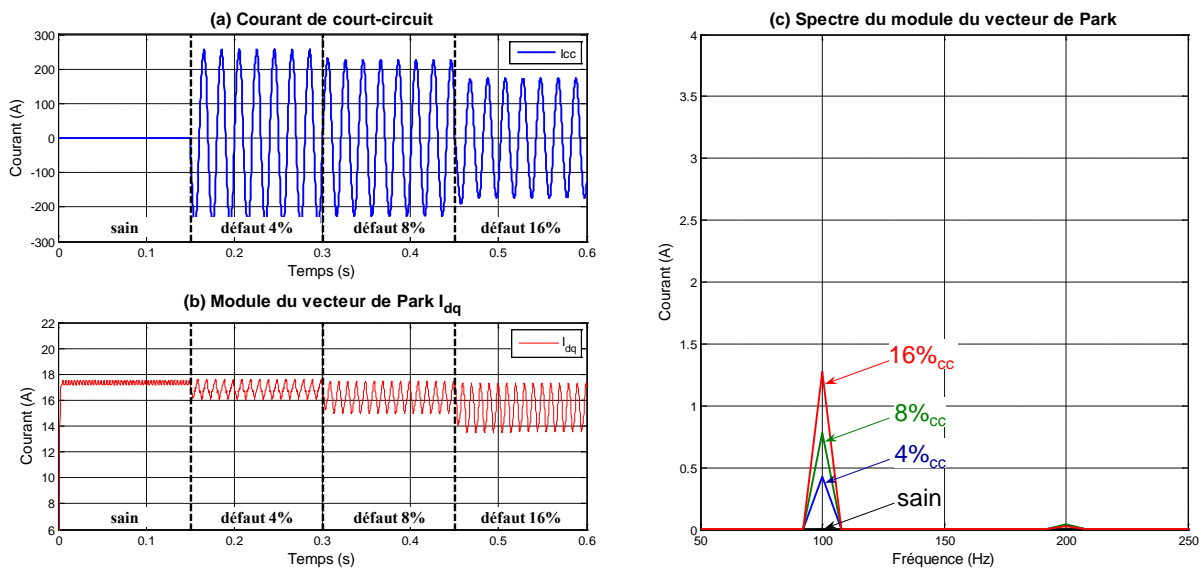 (a) Courant de court-circuit
Courant (A)
300
200
100
0
-100
-200
-300
Icc
sain
défaut 4%
défaut 8%
défaut 16%
0
0.1
0.2
0.3
0.4
0.5
0.6
Temps (s)
(b) Module du vecteur de Park Idq
Courant (A)
22
20
18
16
14
12
10
8
6
Idq
sain
défaut 4%
défaut 8%
défaut 16%
0
0.1
0.2
0.3
0.4
0.5
0.6
Temps (s)
(c) Spectre du module du vecteur de Park
Courant (A)
4
3.5
3
2.5
2
1.5
1
0.5
0
16%cc
8%cc
4%cc
sain
50
100
150
200
250
Fréquence (Hz)